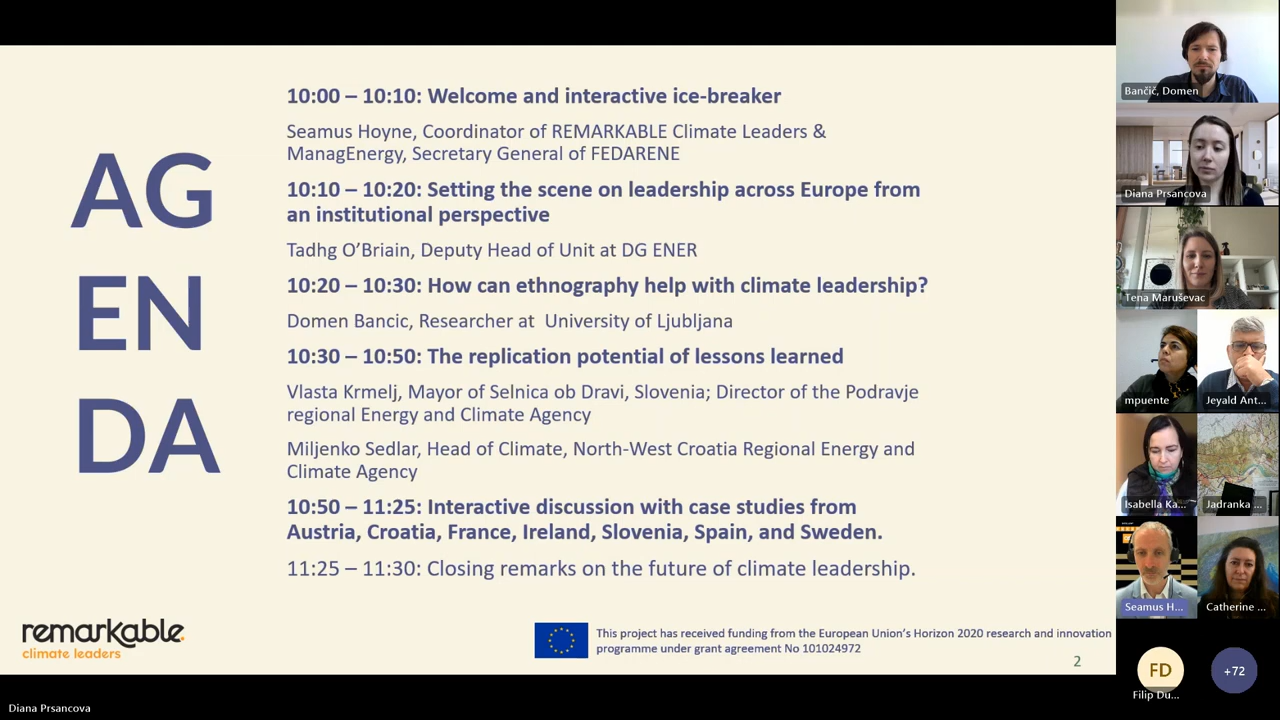 AG
EN
DA
10:00 – 10:10: Welcome and interactive ice-breaker
Seamus Hoyne, Coordinator of REMARKABLE Climate Leaders &
ManagEnergy, Secretary General of FEDARENE
10:10 – 10:20: Setting the scene on leadership across Europe from
an institutional perspective
Tadhg O’Briain, Deputy Head of Unit at DG ENER
10:20 – 10:30: How can ethnography help with climate leadership?
Domen Bancic, Researcher at University of Ljubljana
10:30 – 10:50: The replication potential of lessons learned
Vlasta Krmelj, Mayor of Selnica ob Dravi, Slovenia; Director of the Podravje
regional Energy and Climate Agency
Miljenko Sedlar, Head of Climate, North-West Croatia Regional Energy and
Climate Agency
10:50 – 11:25: Interactive discussion with case studies from
Austria, Croatia, France, Ireland, Slovenia, Spain, and Sweden.
11:25 – 11:30: Closing remarks on the future of climate leadership.
remarkable.
climate leaders
This project has received funding from the European Union’s Horizon 2020 research and innovation
programme under grant agreement No 101024972
2
Diana Prsancova
Bančič, Domen
Diana Prsancova
Tena Maruševac
mpuente
Jeyald Ant...
Isabella Ka...
Jadranka ...
Seamus H...
Catherine ...
FD
Filip Du...
+72